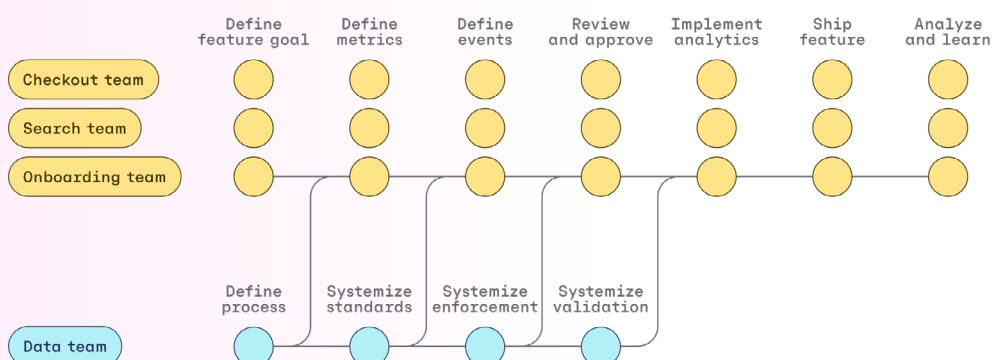 Define
feature goal
Define
metrics
Define
events
Review
and approve
Implement
analytics
Ship
feature
Analyze
and learn
Checkout team
Search team
Onboarding team
Define
process
Systemize
standards
Systemize
enforcement
Systemize
validation
Data team